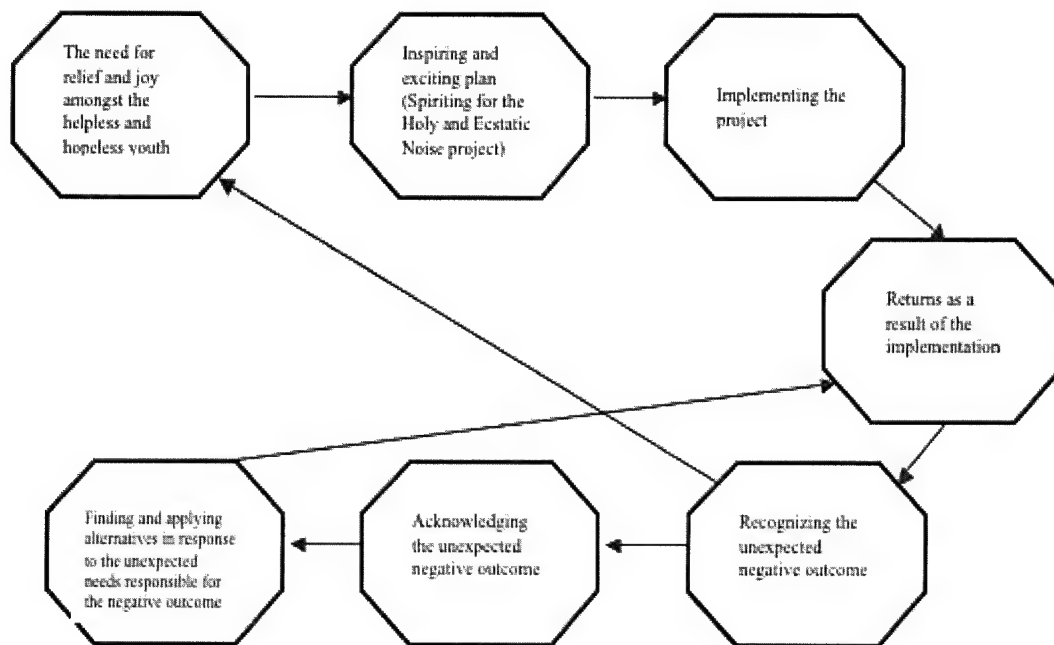 The need for
relief and joy
amongst the
helpless and
hopeless youth
Inspiring and
exciting plan
(Spiriting for the
Holy and Ecstatic
Noise project)
Implementing the
project
Returns as a
result of the
implementation
Recognizing the
unexpected
negative outcome
Acknowledging
the unexpected
negative outcome
Finding and applying
alternatives in response
to the unexpected
needs responsible for
the negative outcome